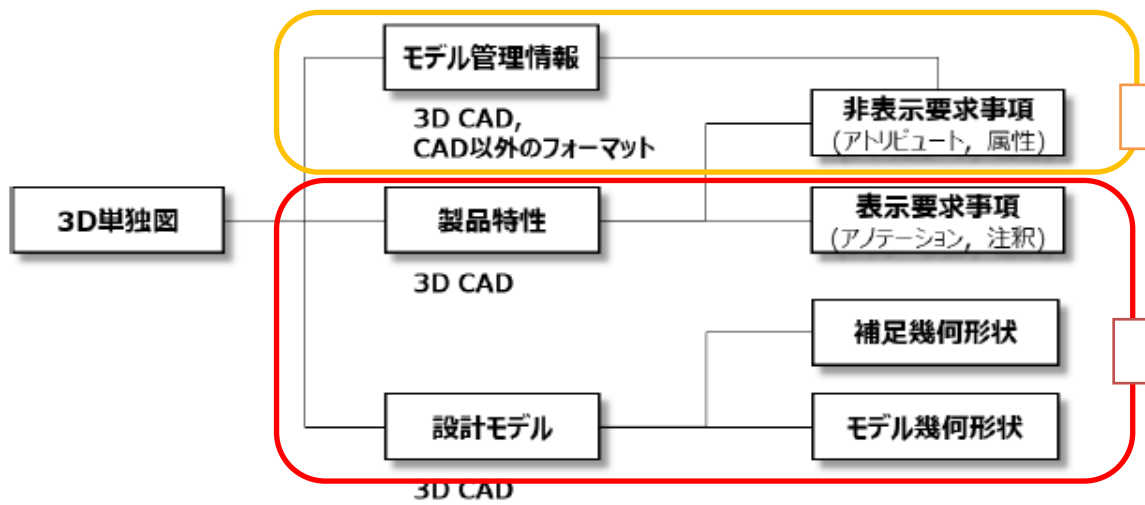 モデル管理情報
3D CAD,
CAD以外のフォーマット
非表示要求事項
(アトリビュート, 属性)
3D単独図
製品特性
3D CAD
表示要求事項
(アノテーション, 注釈)
補足幾何形状
設計モデル
3D CAD
モデル幾何形状